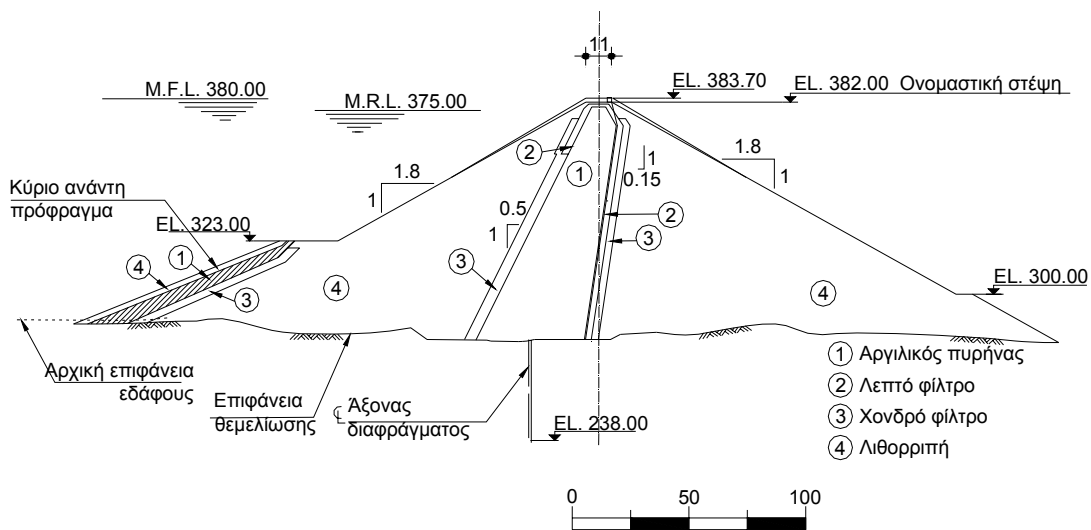 11
EL. 383.70
M.F.L. 380.00
EL. 382.00 Ονομαστική στέψη
M.R.L. 375.00
2
1
1.8
1
1
0.15
1.8
1
Κύριο ανάντη
πρόφραγμα
EL. 323.00
0.5
1
2
3
1
4
3
3
4
4
EL. 300.00
Αρχική επιφάνεια
εδάφους
Επιφάνεια
θεμελίωσης
℄ Άξονας
διαφράγματος
EL. 238.00
1 Αργιλικός πυρήνας
2 Λεπτό φίλτρο
3 Χονδρό φίλτρο
4 Λιθορριπή
0 50 100